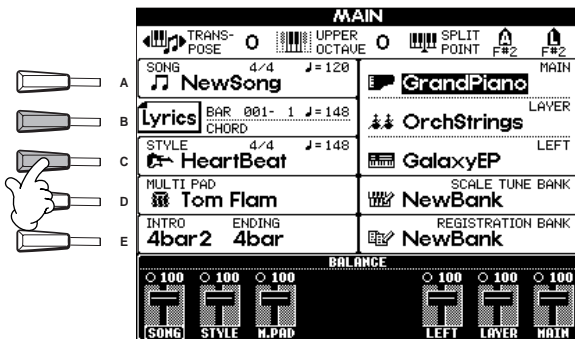 MAIN
TRANS-
POSE 0 UPPER
OCTAVE 0 SPLIT
POINT A
F#2 L
F#2
A SONG 4/4 ♩=120
NewSong
MAIN
GrandPiano
B Lyrics BAR 001- 1 ♩=148
CHORD
LAYER
OrchStrings
C STYLE 4/4 ♩=148
HeartBeat
LEFT
GalaxyEP
D MULTI PAD
Tom Flam
SCALE TUNE BANK
NewBank
E INTRO ENDING
4bar2 4bar
REGISTRATION BANK
NewBank
BALANCE
100 100 100 100 100 100
SONG STYLE M.PAD LEFT LAYER MAIN